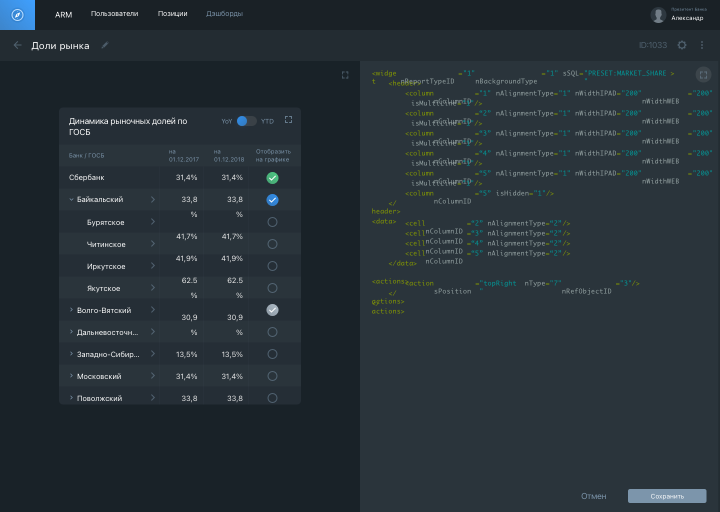 ARM
Пользователи
Позиции
Дэшборды
Александр
Доли рынка
ID:1033
Динамика рыночных долей по
ГОСБ
YoY
YTD
Банк / ГОСБ
на
01.12.2017
на
01.12.2018
Отобразить
на графике
Сбербанк 31,4% 31,4%
Байкальский 33,8 33,8
% %
Бурятское
41,7% 41,7%
Читинское
41,9% 41,9%
Иркутское
62.5 62.5
Якутское
% %
Волго-Вятский
30,9 30,9
Дальневосточн... % %
Западно-Сибир... 13,5% 13,5%
Московский 31,4% 31,4%
Поволжский 33,8 33,8
<widge ="1" ="1" sSQL="PRESET:MARKET_SHARE >
t nReportTypeID nBackgroundType "
<header>
<column ="1" nAlignmentType="1" nWidthIPAD="200" ="200"
isMultiLine="1"/> nColumnID nWidthWEB
<column ="2" nAlignmentType="1" nWidthIPAD="200" ="200"
isMultiLine="1"/> nColumnID nWidthWEB
<column ="3" nAlignmentType="1" nWidthIPAD="200" ="200"
isMultiLine="1"/> nColumnID nWidthWEB
<column ="4" nAlignmentType="1" nWidthIPAD="200" ="200"
isMultiLine="1"/> nColumnID nWidthWEB
<column ="5" nAlignmentType="1" nWidthIPAD="200" ="200"
isMultiLine="1"/> nColumnID nWidthWEB
<column ="5" isHidden="1"/>
</ nColumnID
header>
<data>
<cell ="2" nAlignmentType="2"/>
<cell nColumnID ="3" nAlignmentType="2"/>
<cell nColumnID ="4" nAlignmentType="2"/>
<cell nColumnID ="5" nAlignmentType="2"/>
</data> nColumnID
<actions>
<action ="topRight nType="7" ="3"/>
</ sPosition " nRefObjectID
actions>
actions>
Отмен
Сохранить